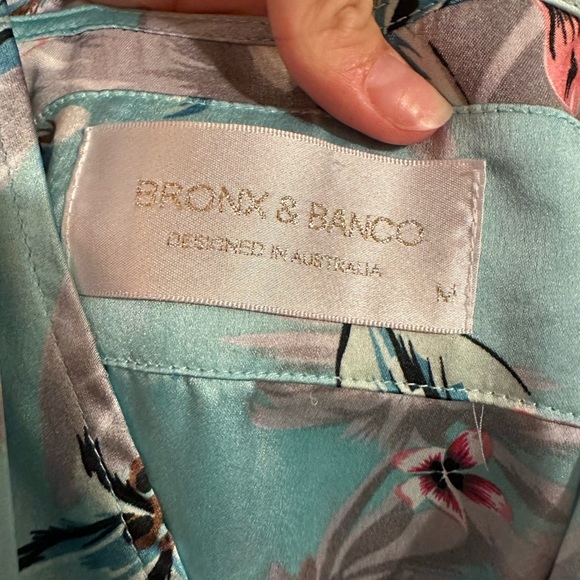 BRONX & BANCO
DESIGNED IN AUSTRALIA
M